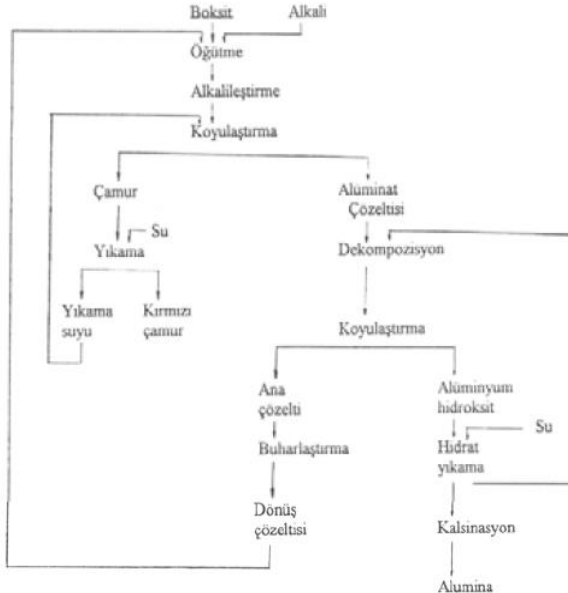 Boksit
Alkali
Öğütme
Alkalileştirme
Koyulaştırma
Çamur
Alüminat
Çözeltisi
Su
Yıkama
Dekompozisyon
Yıkama
suyu
Kırmızı
çamur
Koyulaştırma
Ana
çözelti
Alüminyum
hidroksit
Su
Buharlaştırma
Hidrat
yıkama
Dönüş
çözeltisi
Kalsinasyon
Alumina